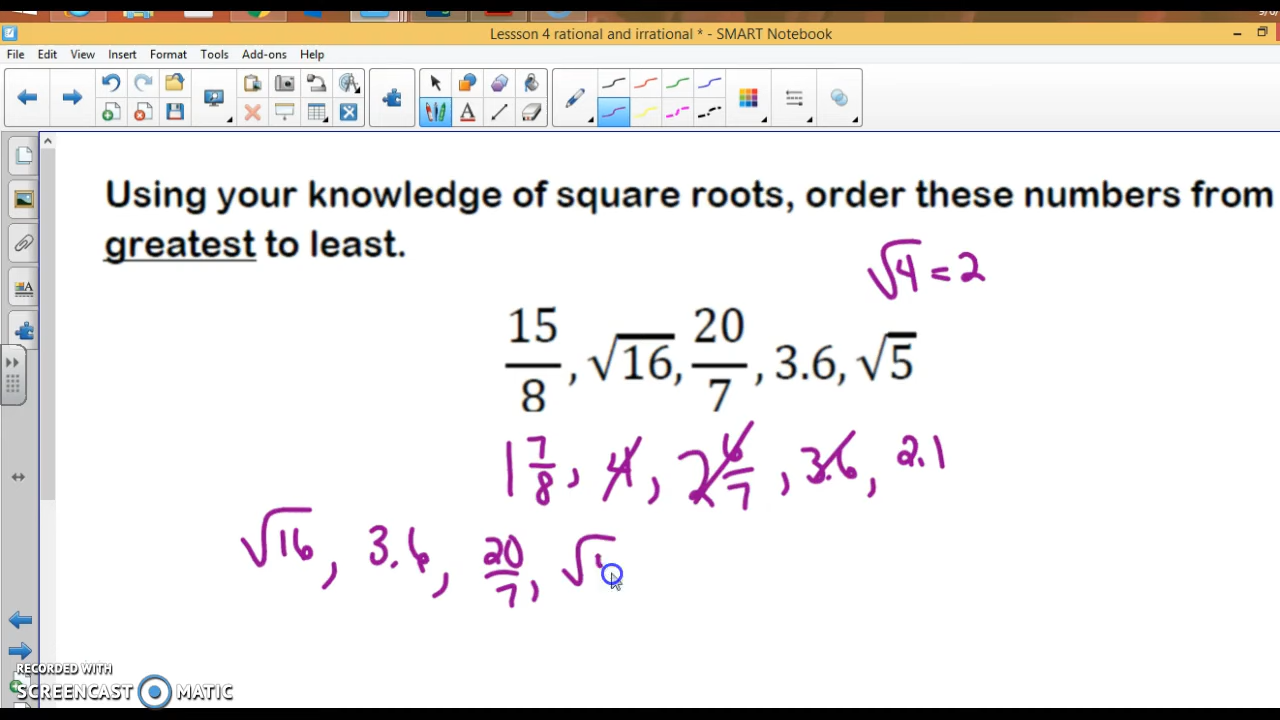 Lessson 4 rational and irrational * - SMART Notebook
File Edit View Insert Format Tools Add-ons Help
Using your knowledge of square roots, order these numbers from
greatest to least.
√4 = 2
15/8, √16, 20/7, 3.6, √5
1 7/8, 4, 2 6/7, 3.6, 2.1
√16, 3.6, 20/7, √
RECORDED WITH
SCREENCAST MATIC